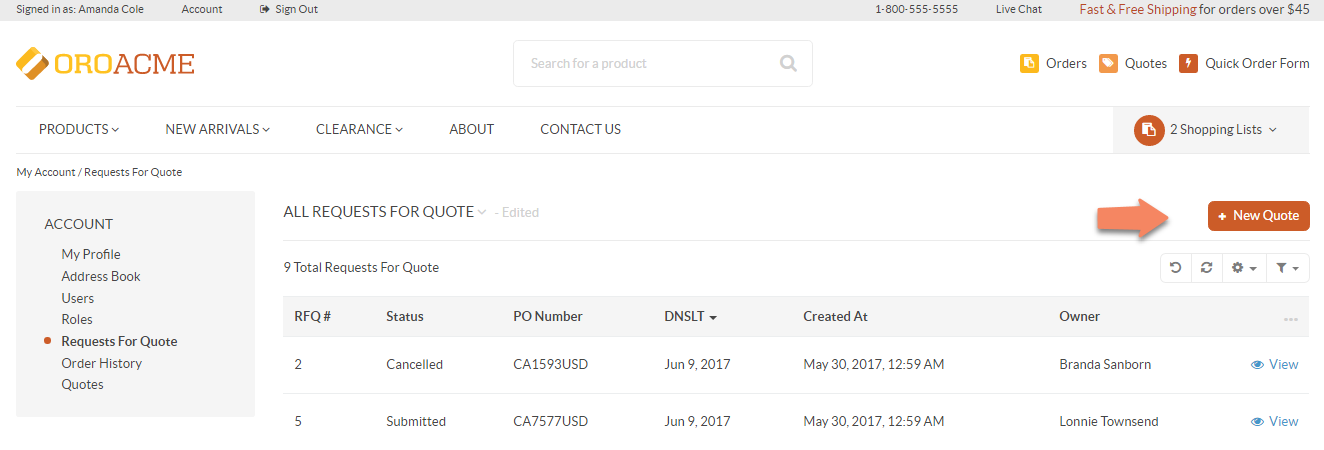 Signed in as: Amanda Cole Account Sign Out 1-800-555-5555 Live Chat Fast & Free Shipping for orders over $45
OROACME Search for a product Orders Quotes Quick Order Form
PRODUCTS NEW ARRIVALS CLEARANCE ABOUT CONTACT US 2 Shopping Lists
My Account / Requests For Quote
ACCOUNT
My Profile
Address Book
Users
Roles
Requests For Quote
Order History
Quotes
ALL REQUESTS FOR QUOTE - Edited + New Quote
9 Total Requests For Quote
RFQ # Status PO Number DNSLT Created At Owner ...
2 Cancelled CA1593USD Jun 9, 2017 May 30, 2017, 12:59 AM Branda Sanborn View
5 Submitted CA7577USD Jun 9, 2017 May 30, 2017, 12:59 AM Lonnie Townsend View